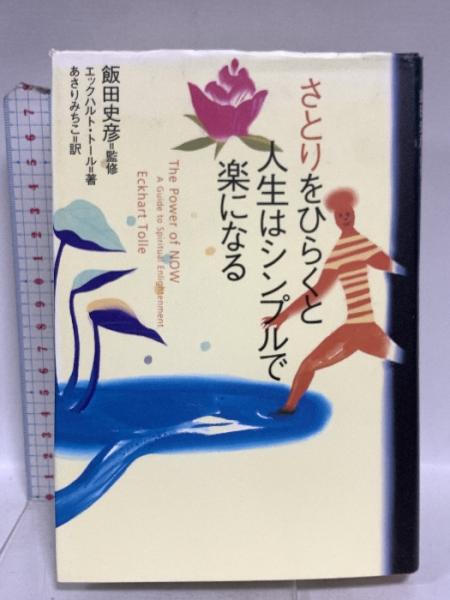 さとりをひらくと
人生はシンプルで
楽になる
The Power of NOW
A Guide to Spiritual Enlightenment
Eckhart Tolle
飯田史彦=監修
エックハルト・トール=著
あさりみちこ=訳